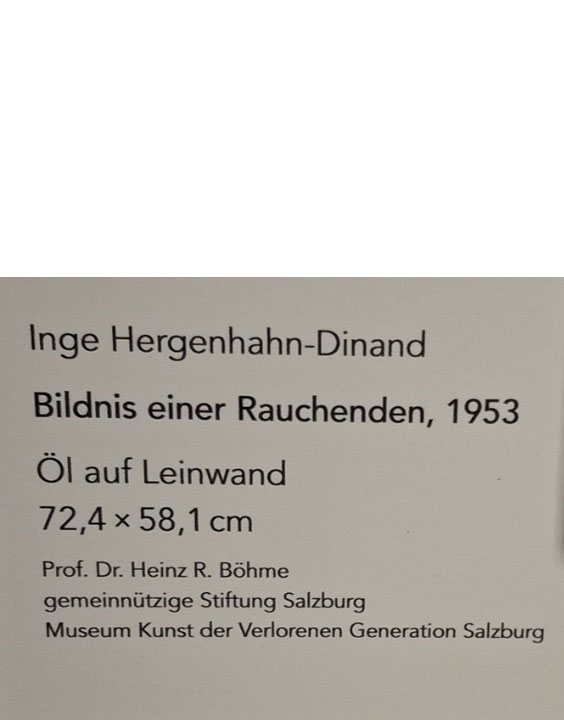 Inge Hergenhahn-Dinand
Bildnis einer Rauchenden, 1953
Öl auf Leinwand
72,4 × 58,1 cm
Prof. Dr. Heinz R. Böhme
gemeinnützige Stiftung Salzburg
Museum Kunst der Verlorenen Generation Salzburg